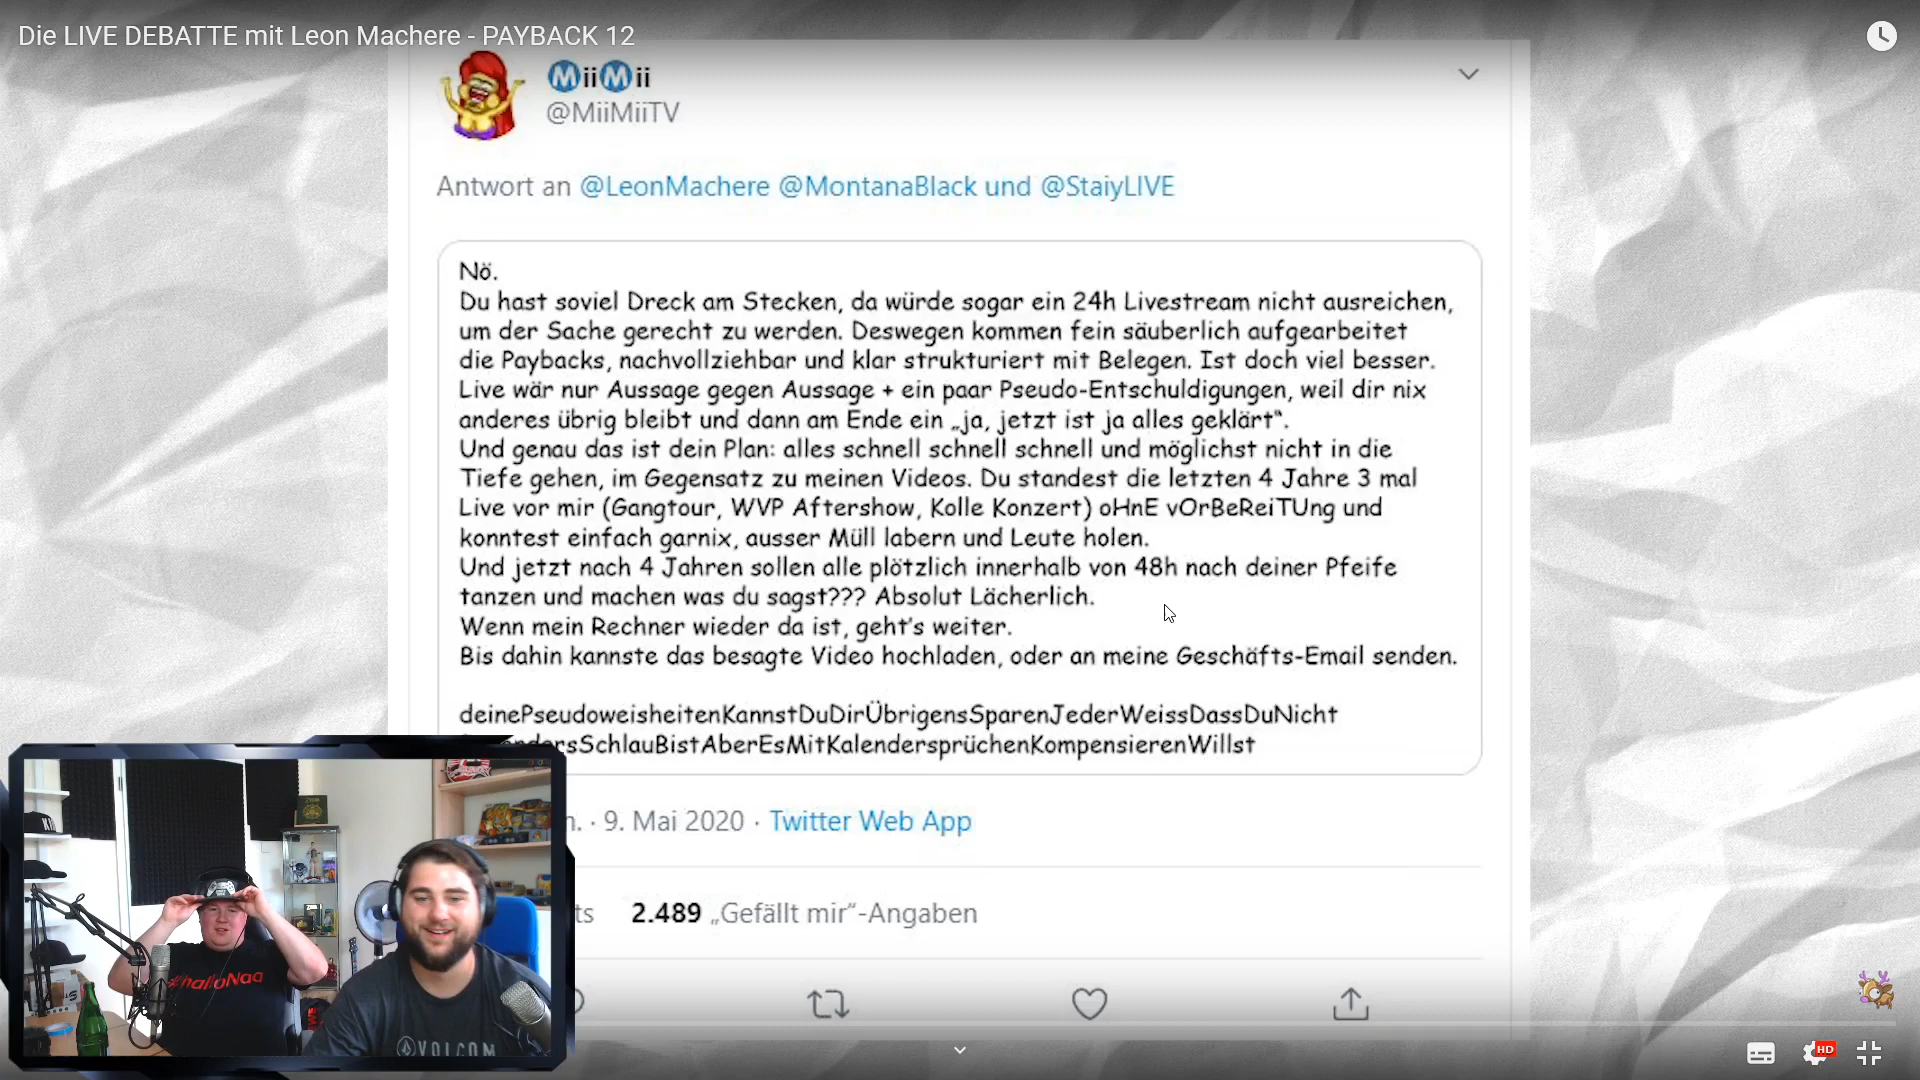 Die LIVE DEBATTE mit Leon Machere - PAYBACK 12
ⓂiiⓂii
@MiiMiiTV
Antwort an @LeonMachere @MontanaBlack und @StaiyLIVE
Nö.
Du hast soviel Dreck am Stecken, da würde sogar ein 24h Livestream nicht ausreichen,
um der Sache gerecht zu werden. Deswegen kommen fein säuberlich aufgearbeitet
die Paybacks, nachvollziehbar und klar strukturiert mit Belegen. Ist doch viel besser.
Live wär nur Aussage gegen Aussage + ein paar Pseudo-Entschuldigungen, weil dir nix
anderes übrig bleibt und dann am Ende ein „ja, jetzt ist ja alles geklärt“.
Und genau das ist dein Plan: alles schnell schnell schnell und möglichst nicht in die
Tiefe gehen, im Gegensatz zu meinen Videos. Du standest die letzten 4 Jahre 3 mal
Live vor mir (Gangtour, WVP Aftershow, Kolle Konzert) oHnE vOrBeReiTUng und
konntest einfach garnix, ausser Müll labern und Leute holen.
Und jetzt nach 4 Jahren sollen alle plötzlich innerhalb von 48h nach deiner Pfeife
tanzen und machen was du sagst??? Absolut Lächerlich.
Wenn mein Rechner wieder da ist, geht's weiter.
Bis dahin kannste das besagte Video hochladen, oder an meine Geschäfts-Email senden.
deinePseudoweisheitenKannstDuDirÜbrigensSparenJederWeissDassDuNicht
ndersSchlauBistAberEsMitKalendersprüchenKompensierenWillst
. · 9. Mai 2020 · Twitter Web App
ts 2.489 „Gefällt mir“-Angaben
#halloNaa
VOLCOM
HD